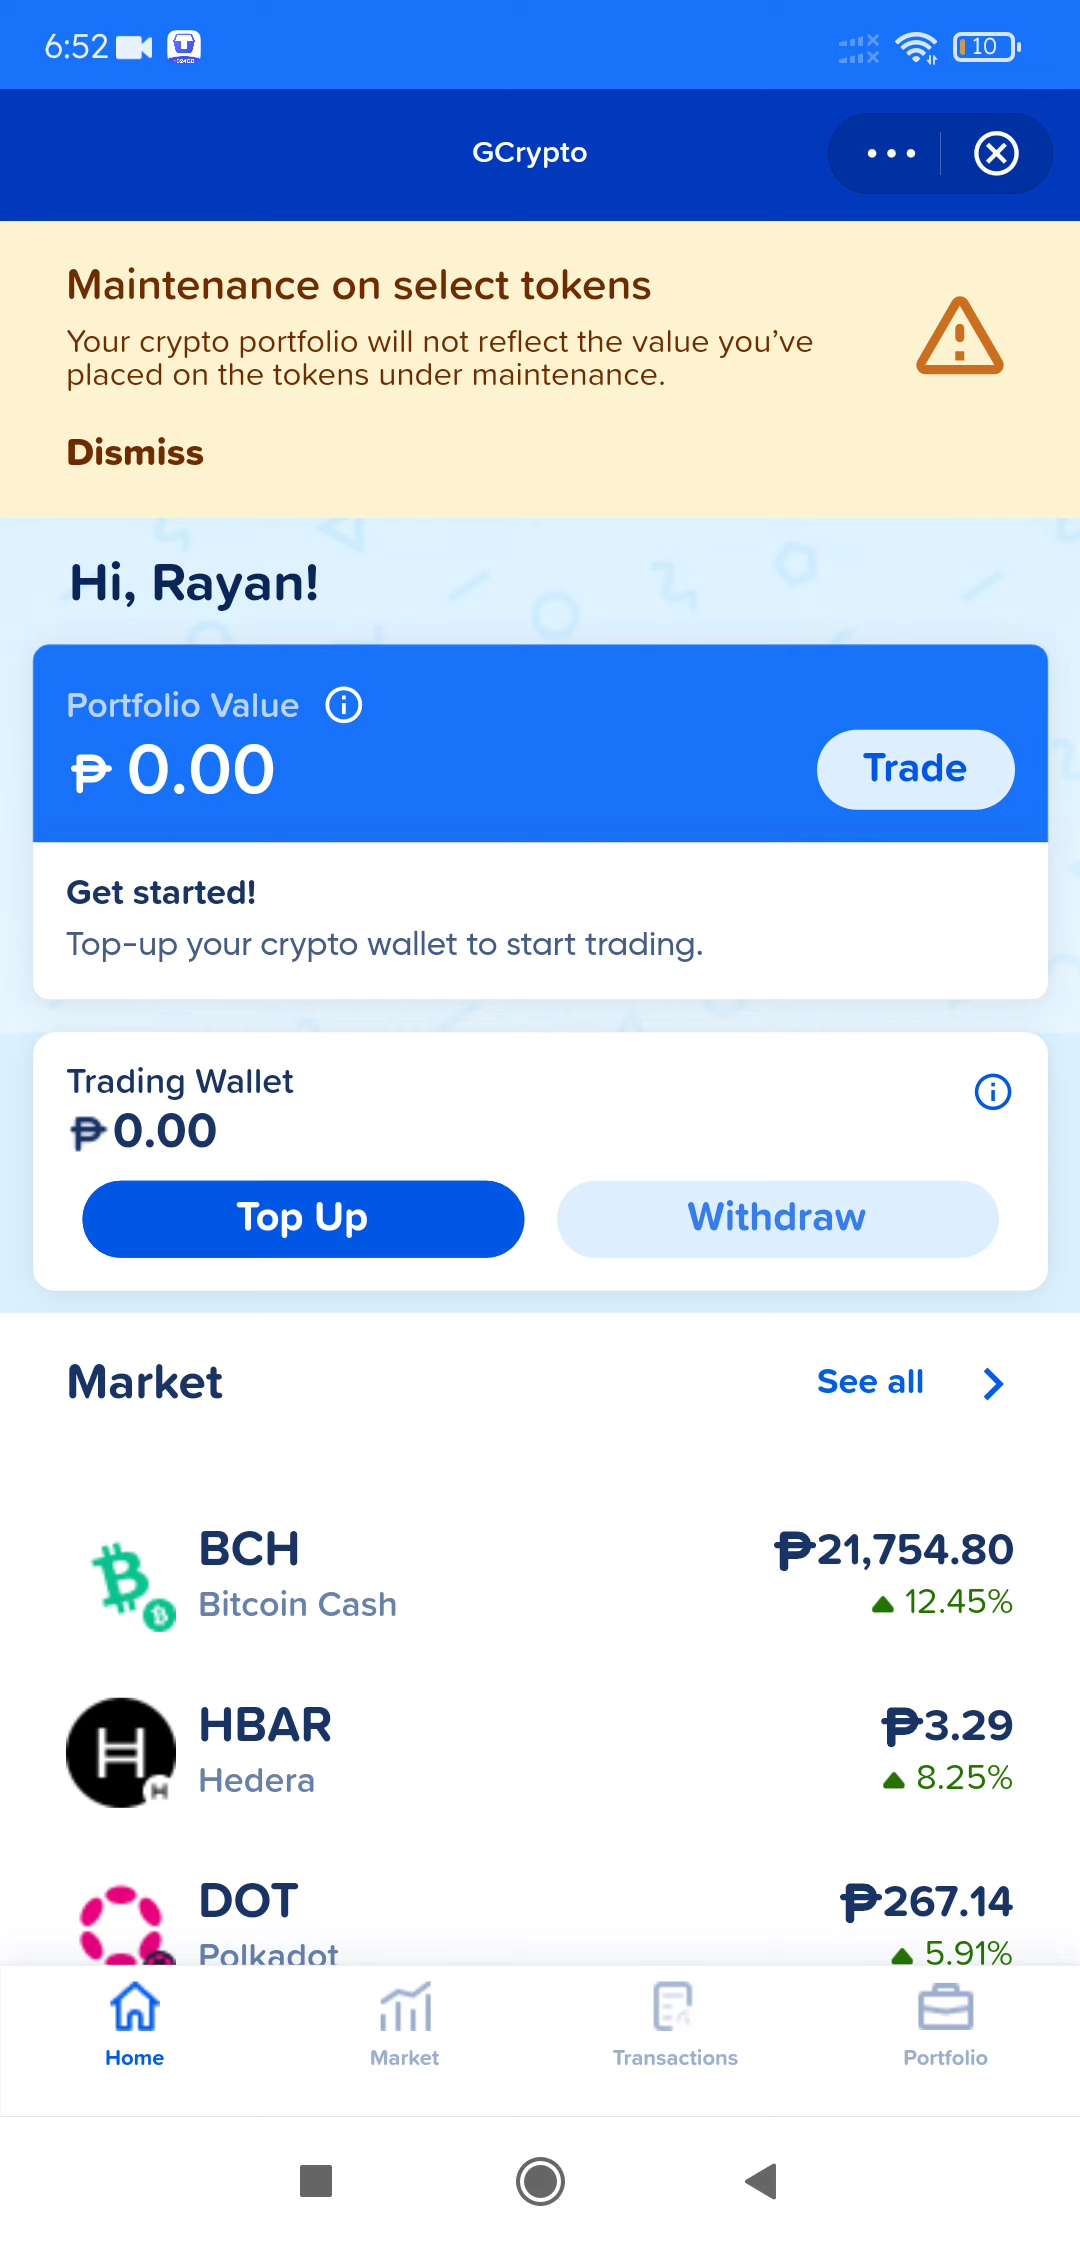 6:52
10
GCrypto
Maintenance on select tokens
Your crypto portfolio will not reflect the value you’ve
placed on the tokens under maintenance.
Dismiss
Hi, Rayan!
Portfolio Value
₱ 0.00
Trade
Get started!
Top-up your crypto wallet to start trading.
Trading Wallet
₱0.00
Top Up
Withdraw
Market
See all
BCH
₱21,754.80
Bitcoin Cash
12.45%
HBAR
₱3.29
Hedera
8.25%
DOT
₱267.14
Polkadot
5.91%
Home
Market
Transactions
Portfolio